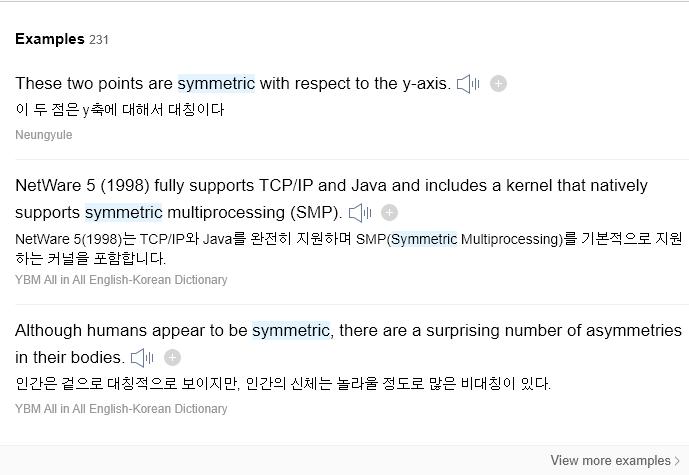 Examples 231
These two points are symmetric with respect to the y-axis.
이 두 점은 y축에 대해서 대칭이다
Neungyule
NetWare 5 (1998) fully supports TCP/IP and Java and includes a kernel that natively
supports symmetric multiprocessing (SMP).
NetWare 5(1998)는 TCP/IP와 Java를 완전히 지원하며 SMP(Symmetric Multiprocessing)를 기본적으로 지원
하는 커널을 포함합니다.
YBM All in All English-Korean Dictionary
Although humans appear to be symmetric, there are a surprising number of asymmetries
in their bodies.
인간은 겉으로 대칭적으로 보이지만, 인간의 신체는 놀라울 정도로 많은 비대칭이 있다.
YBM All in All English-Korean Dictionary
View more examples